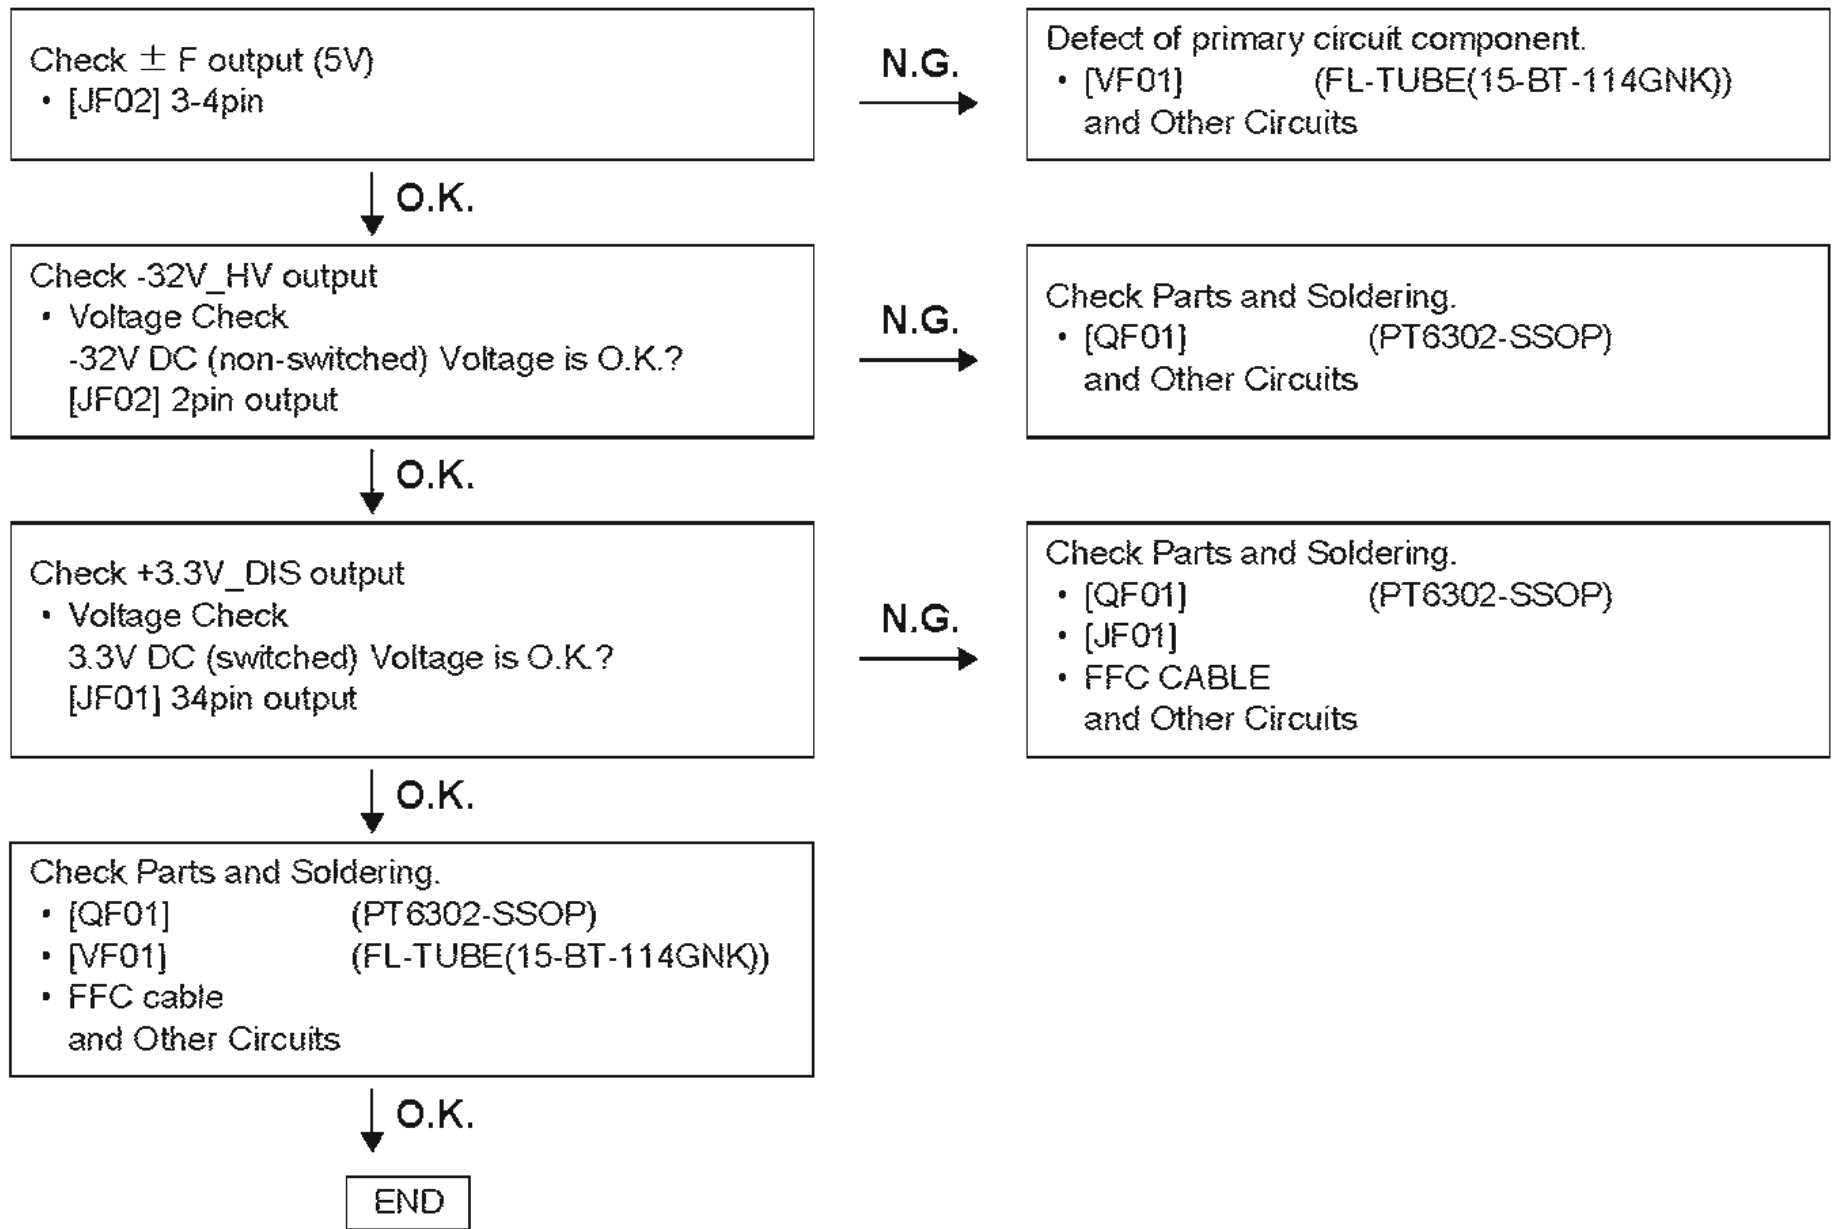 Check ± F output (5V)
• [JF02] 3-4pin
N.G.
Defect of primary circuit component.
• [VF01] (FL-TUBE(15-BT-114GNK))
and Other Circuits
O.K.
Check -32V_HV output
• Voltage Check
-32V DC (non-switched) Voltage is O.K.?
[JF02] 2pin output
N.G.
Check Parts and Soldering.
• [QF01] (PT6302-SSOP)
and Other Circuits
O.K.
Check +3.3V_DIS output
• Voltage Check
3.3V DC (switched) Voltage is O.K.?
[JF01] 34pin output
N.G.
Check Parts and Soldering.
• [QF01] (PT6302-SSOP)
• [JF01]
• FFC CABLE
and Other Circuits
O.K.
Check Parts and Soldering.
• [QF01] (PT6302-SSOP)
• [VF01] (FL-TUBE(15-BT-114GNK))
• FFC cable
and Other Circuits
O.K.
END